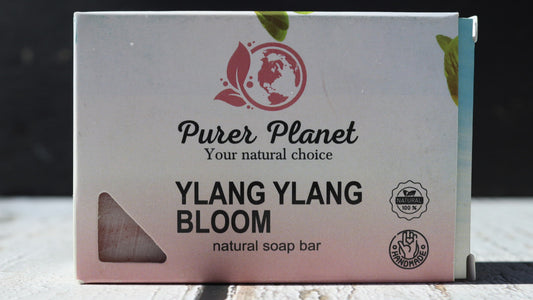 Purer Planet
Your natural choice
YLANG YLANG
BLOOM
natural soap bar
NATURAL
100 %
HANDMADE